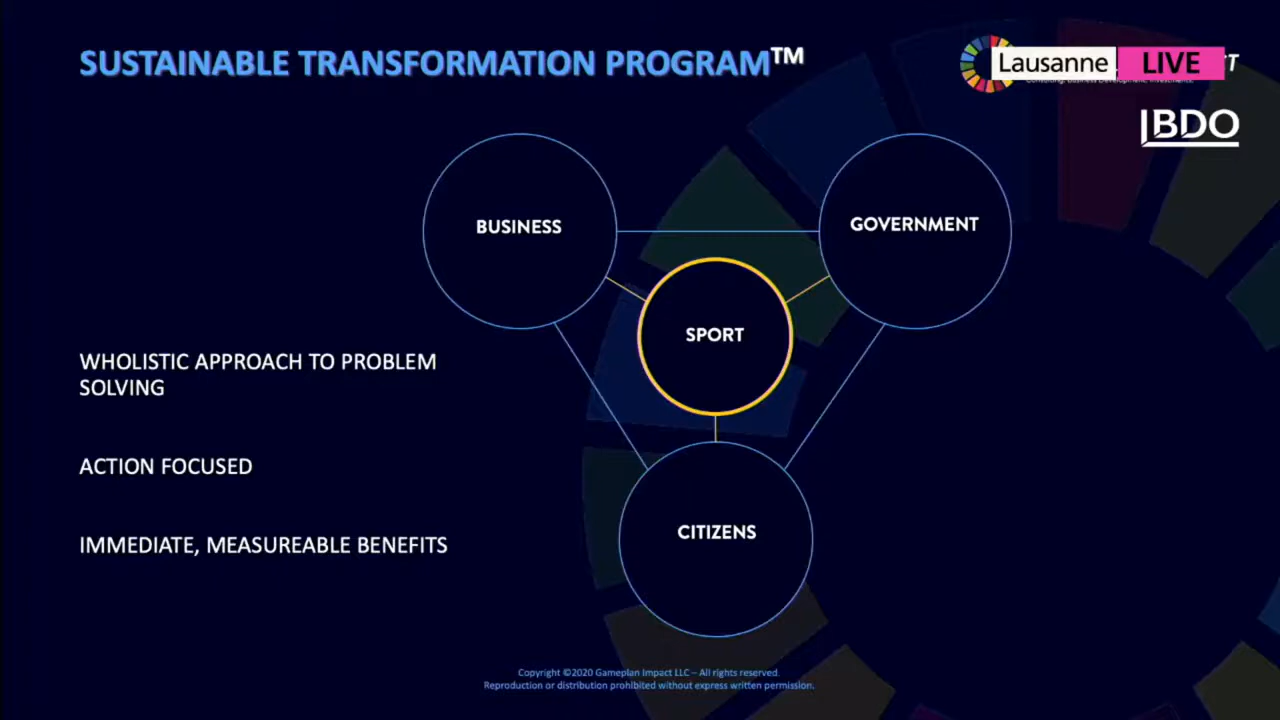 SUSTAINABLE TRANSFORMATION PROGRAM™
Lausanne LIVE
BDO
BUSINESS
GOVERNMENT
SPORT
WHOLISTIC APPROACH TO PROBLEM
SOLVING
ACTION FOCUSED
IMMEDIATE, MEASUREABLE BENEFITS
CITIZENS
Copyright ©2020 Gameplan Impact LLC – All rights reserved.
Reproduction or distribution prohibited without express written permission.